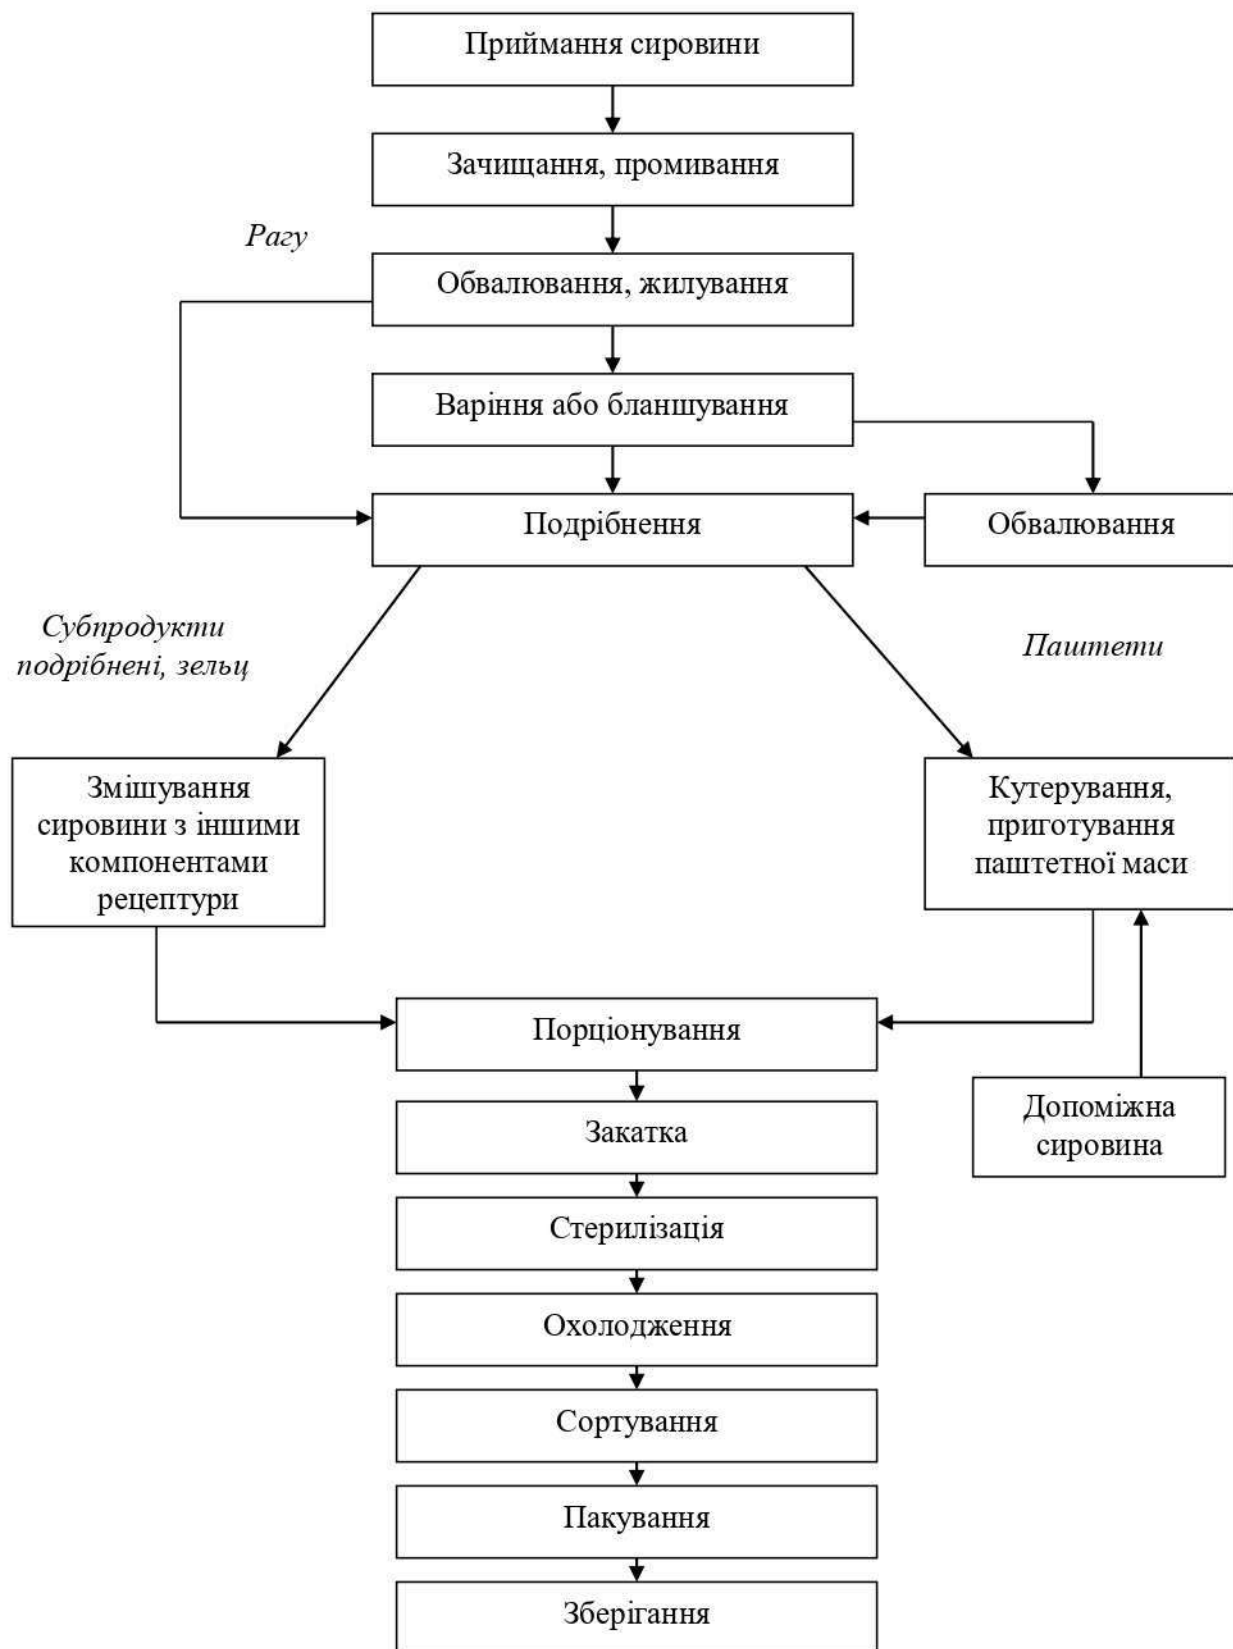 Приймання сировини
Зачищання, промивання
Рагу
Обвалювання, жилування
Варіння або бланшування
Подрібнення
Обвалювання
Субпродукти
подрібнені, зельц
Паштети
Змішування
сировини з іншими
компонентами
рецептури
Кутерування,
приготування
паштетної маси
Порціонування
Допоміжна
сировина
Закатка
Стерилізація
Охолодження
Сортування
Пакування
Зберігання